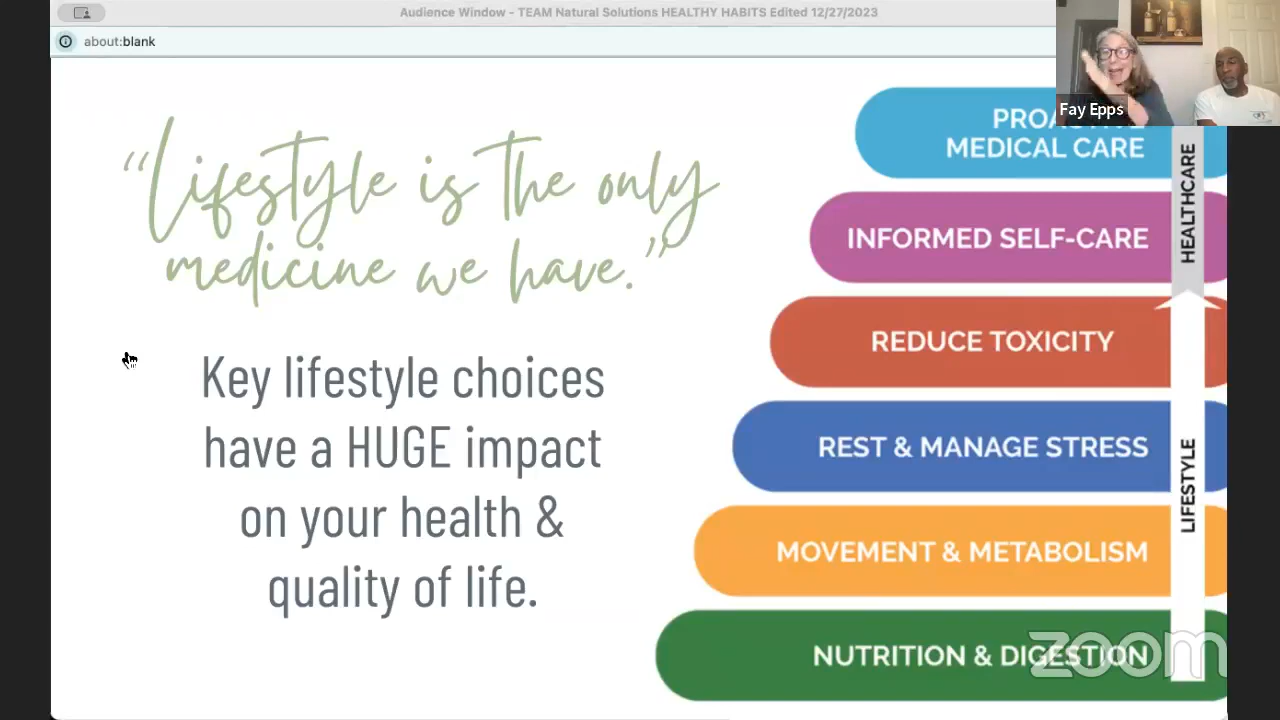 Audience Window - TEAM Natural Solutions HEALTHY HABITS Edited 12/27/2023
about:blank
Fay Epps
“Lifestyle is the only
medicine we have.”
Key lifestyle choices
have a HUGE impact
on your health &
quality of life.
MEDICAL CARE
INFORMED SELF-CARE
REDUCE TOXICITY
REST & MANAGE STRESS
MOVEMENT & METABOLISM
NUTRITION & DIGESTION
HEALTHCARE
LIFESTYLE
zoom